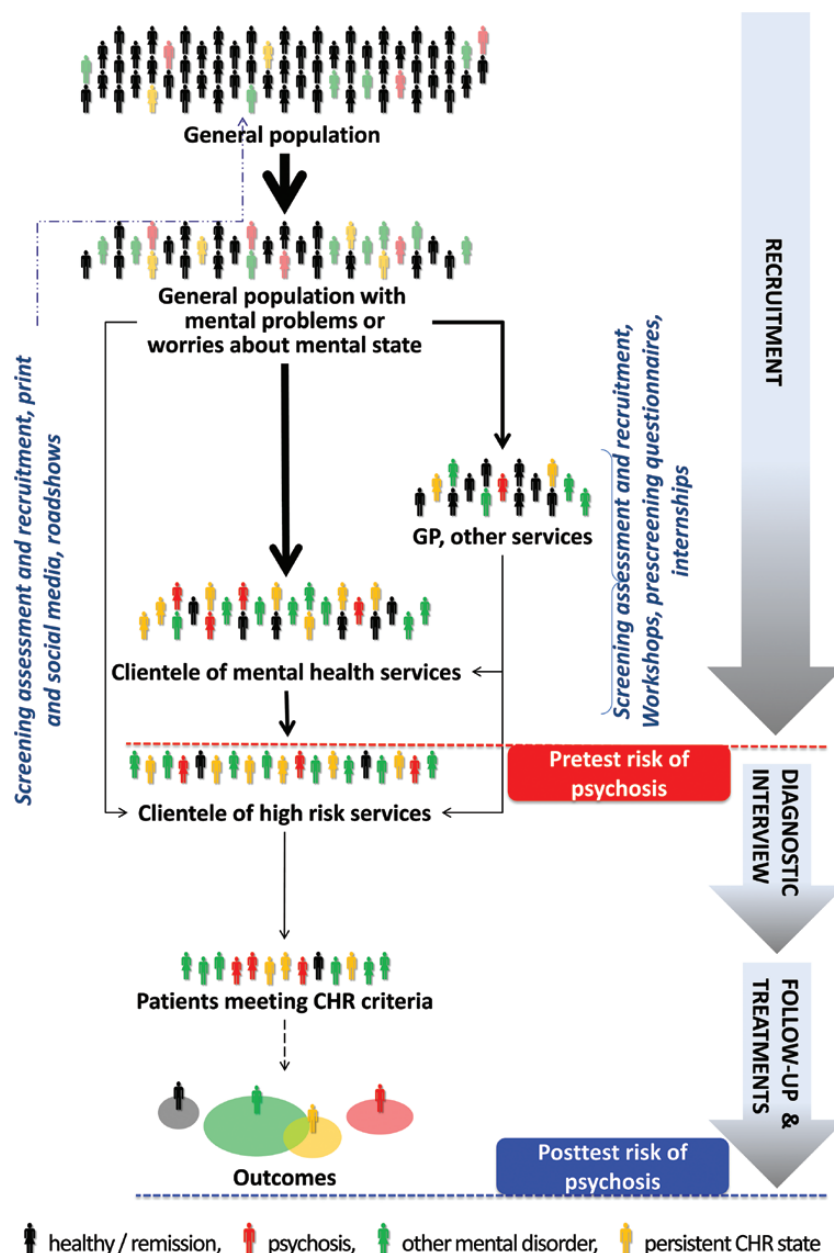 General population
General population with
mental problems or
worries about mental state
Screening assessment and recruitment, print
and social media, roadshows
GP, other services
Screening assessment and recruitment,
Workshops, prescreening questionnaires,
internships
RECRUITMENT
Clientele of mental health services
Pretest risk of
psychosis
Clientele of high risk services
DIAGNOSTIC
INTERVIEW
Patients meeting CHR criteria
FOLLOW-UP &
TREATMENTS
Outcomes
Posttest risk of
psychosis
healthy / remission, psychosis, other mental disorder, persistent CHR state